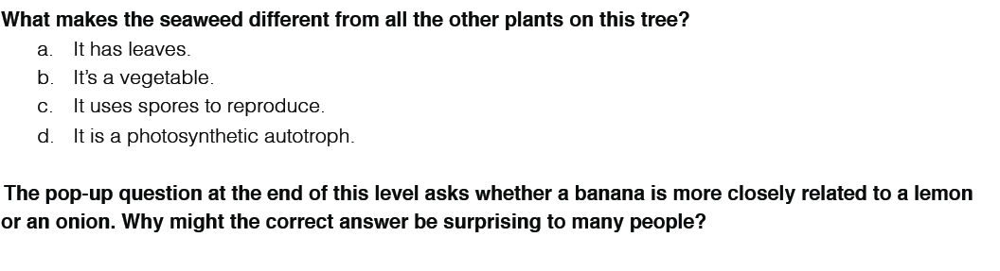 What makes the seaweed different from all the other plants on this tree?
a. It has leaves.
b. It’s a vegetable.
c. It uses spores to reproduce.
d. It is a photosynthetic autotroph.
The pop-up question at the end of this level asks whether a banana is more closely related to a lemon
or an onion. Why might the correct answer be surprising to many people?